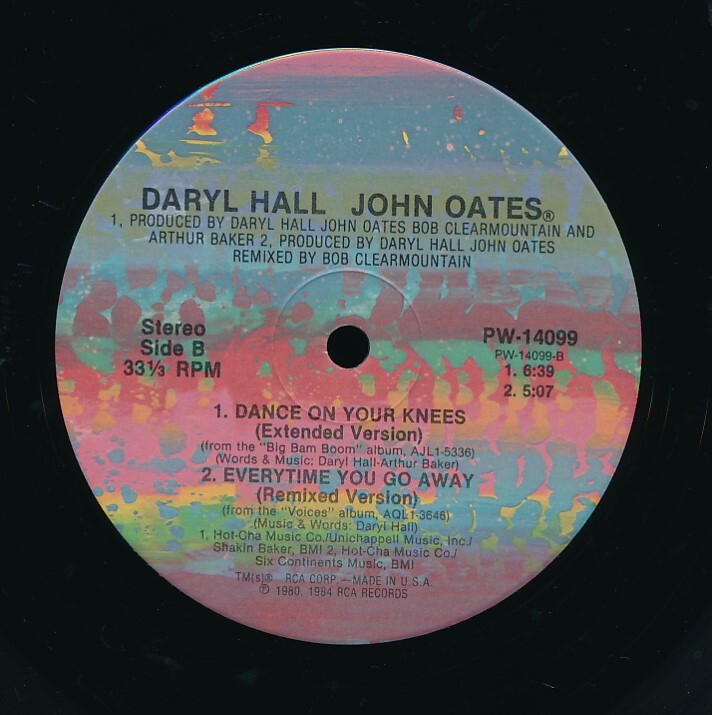 DARYL HALL JOHN OATES®
1, PRODUCED BY DARYL HALL JOHN OATES BOB CLEARMOUNTAIN AND
ARTHUR BAKER 2, PRODUCED BY DARYL HALL JOHN OATES
REMIXED BY BOB CLEARMOUNTAIN
Stereo
Side B
33⅓ RPM
PW-14099
PW-14099-B
1. 6:39
2. 5:07
1. DANCE ON YOUR KNEES
(Extended Version)
(from the "Big Bam Boom" album, AJL1-5336)
(Words & Music: Daryl Hall-Arthur Baker)
2. EVERYTIME YOU GO AWAY
(Remixed Version)
(from the "Voices" album, AQL1-3646)
(Music & Words: Daryl Hall)
1, Hot-Cha Music Co./Unichappell Music, Inc./
Shakin Baker, BMI 2, Hot-Cha Music Co./
Six Continents Music, BMI
TM(s)® RCA CORP.—MADE IN U.S.A.
℗ 1980, 1984 RCA RECORDS